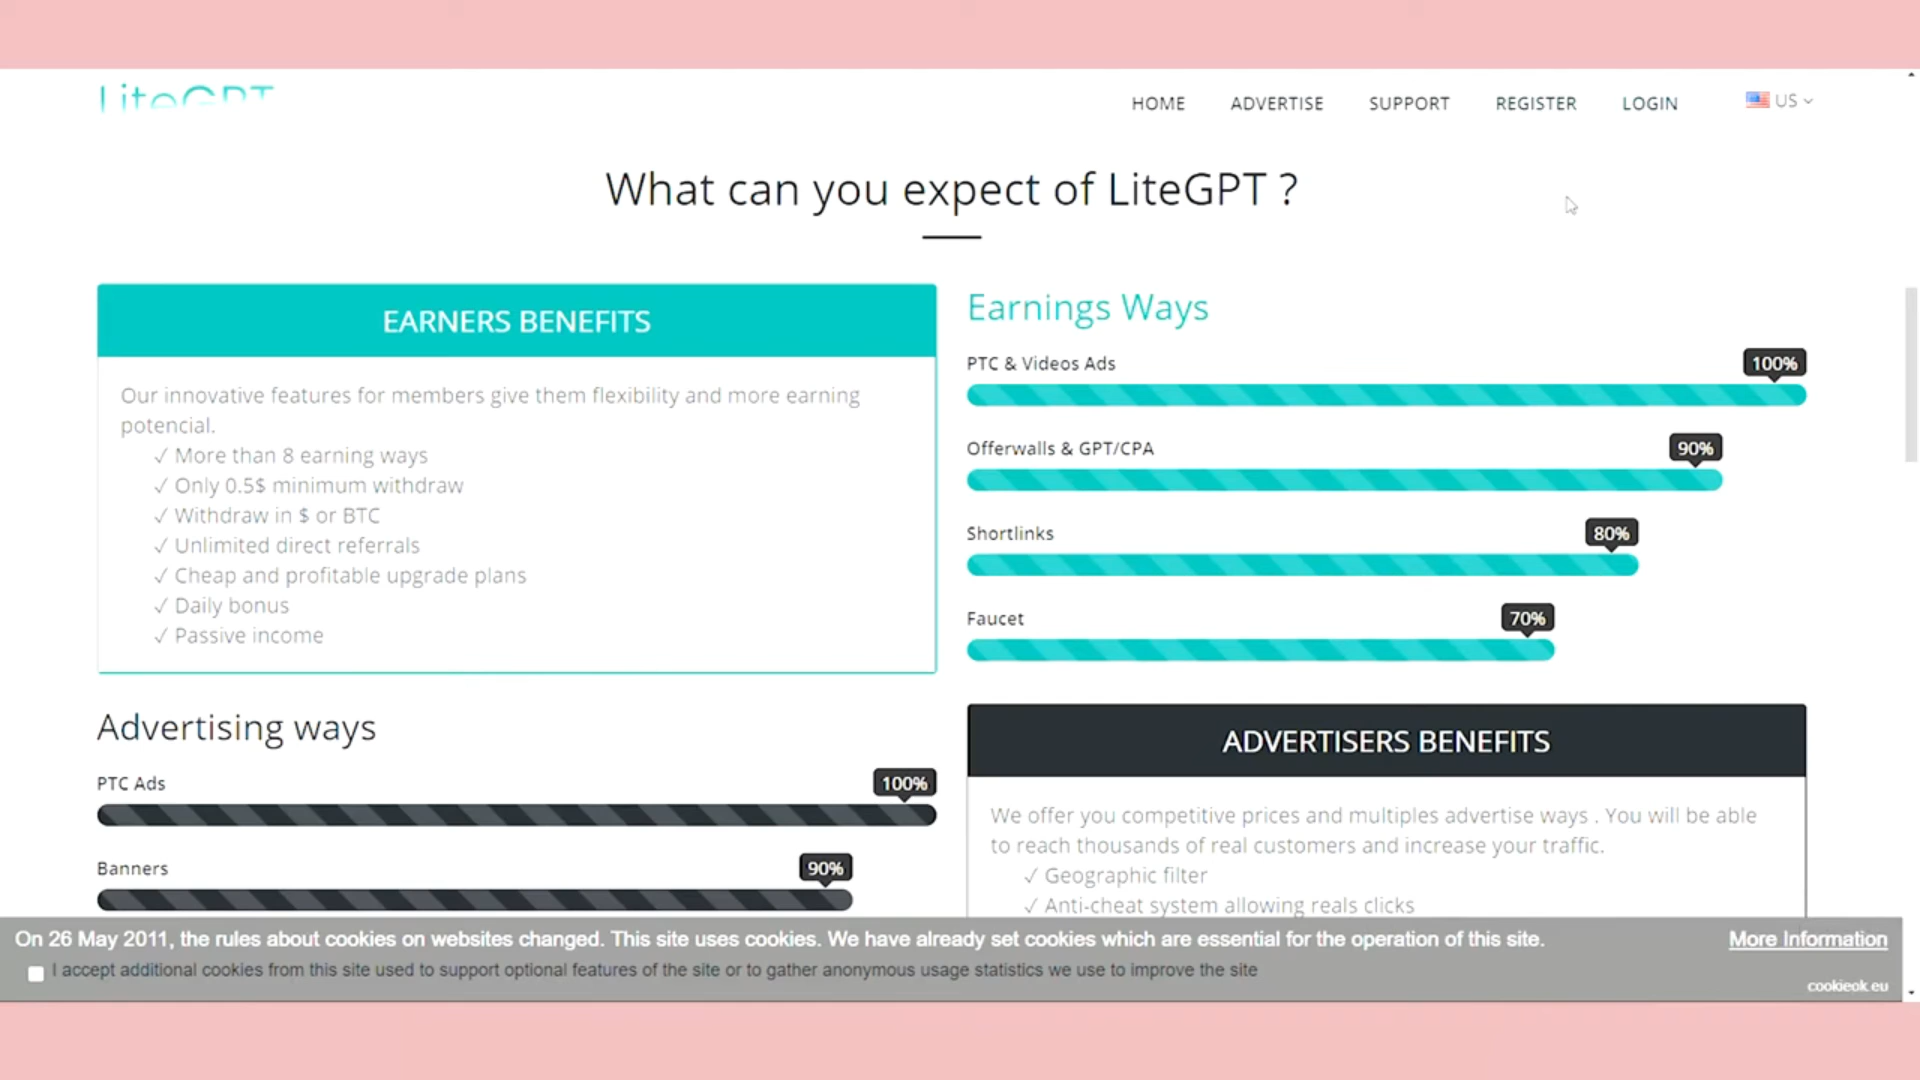 LiteGPT
HOME ADVERTISE SUPPORT REGISTER LOGIN US
What can you expect of LiteGPT ?
EARNERS BENEFITS
Our innovative features for members give them flexibility and more earning
potencial.
✓ More than 8 earning ways
✓ Only 0.5$ minimum withdraw
✓ Withdraw in $ or BTC
✓ Unlimited direct referrals
✓ Cheap and profitable upgrade plans
✓ Daily bonus
✓ Passive income
Earnings Ways
PTC & Videos Ads 100%
Offerwalls & GPT/CPA 90%
Shortlinks 80%
Faucet 70%
Advertising ways
PTC Ads 100%
Banners 90%
ADVERTISERS BENEFITS
We offer you competitive prices and multiples advertise ways . You will be able
to reach thousands of real customers and increase your traffic.
✓ Geographic filter
✓ Anti-cheat system allowing reals clicks
On 26 May 2011, the rules about cookies on websites changed. This site uses cookies. We have already set cookies which are essential for the operation of this site. More Information
I accept additional cookies from this site used to support optional features of the site or to gather anonymous usage statistics we use to improve the site
cookieok.eu